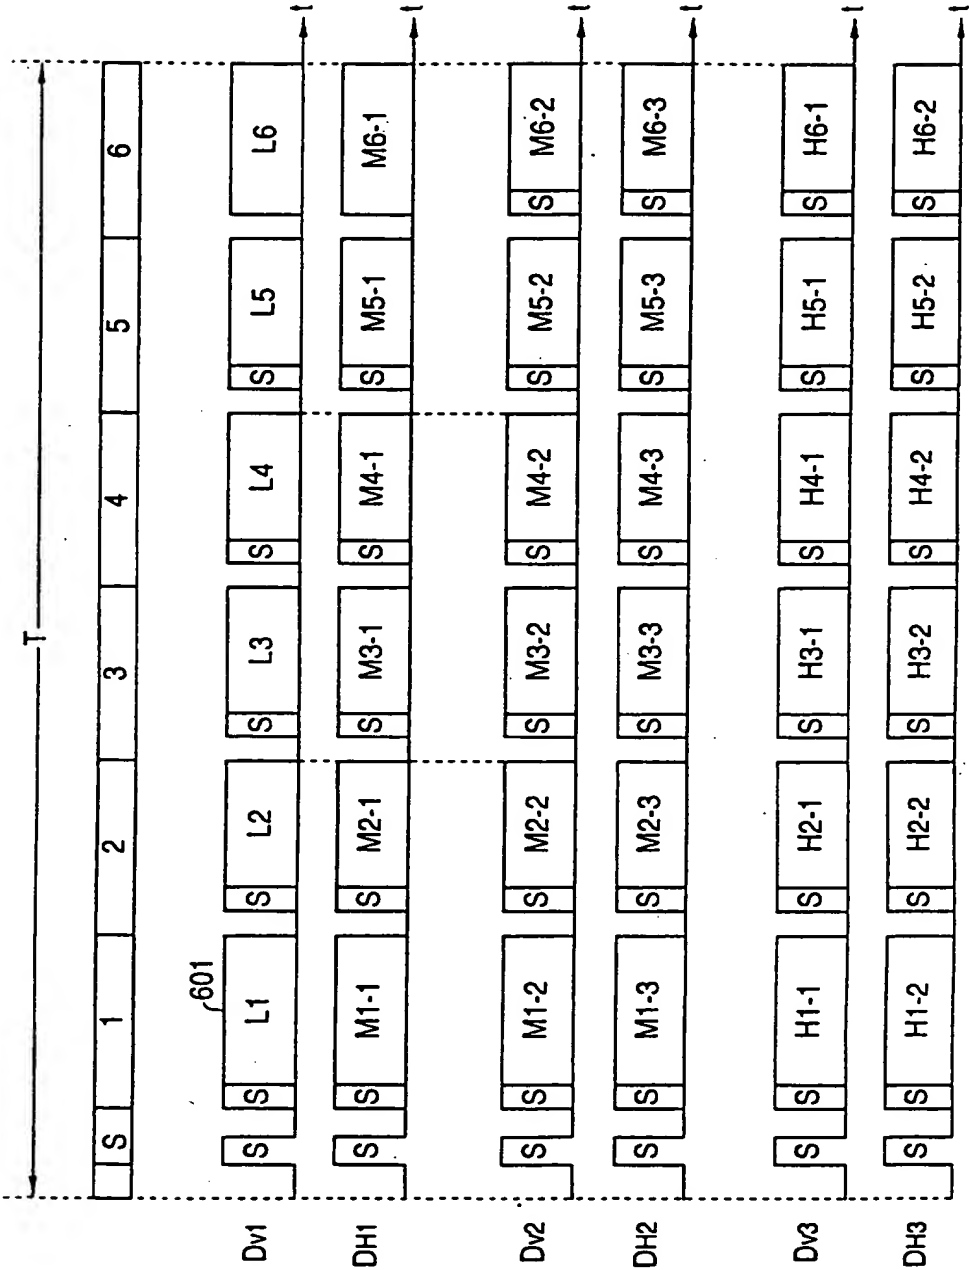 T
S 1 2 3 4 5 6
601
Dv1 S S L1 S L2 S L3 S L4 S L5 L6 t
DH1 S S M1-1 S M2-1 S M3-1 S M4-1 S M5-1 M6-1 t
Dv2 S S M1-2 S M2-2 S M3-2 S M4-2 S M5-2 S M6-2 t
DH2 S S M1-3 S M2-3 S M3-3 S M4-3 S M5-3 S M6-3 t
Dv3 S S H1-1 S H2-1 S H3-1 S H4-1 S H5-1 S H6-1 t
DH3 S S H1-2 S H2-2 S H3-2 S H4-2 S H5-2 S H6-2 t